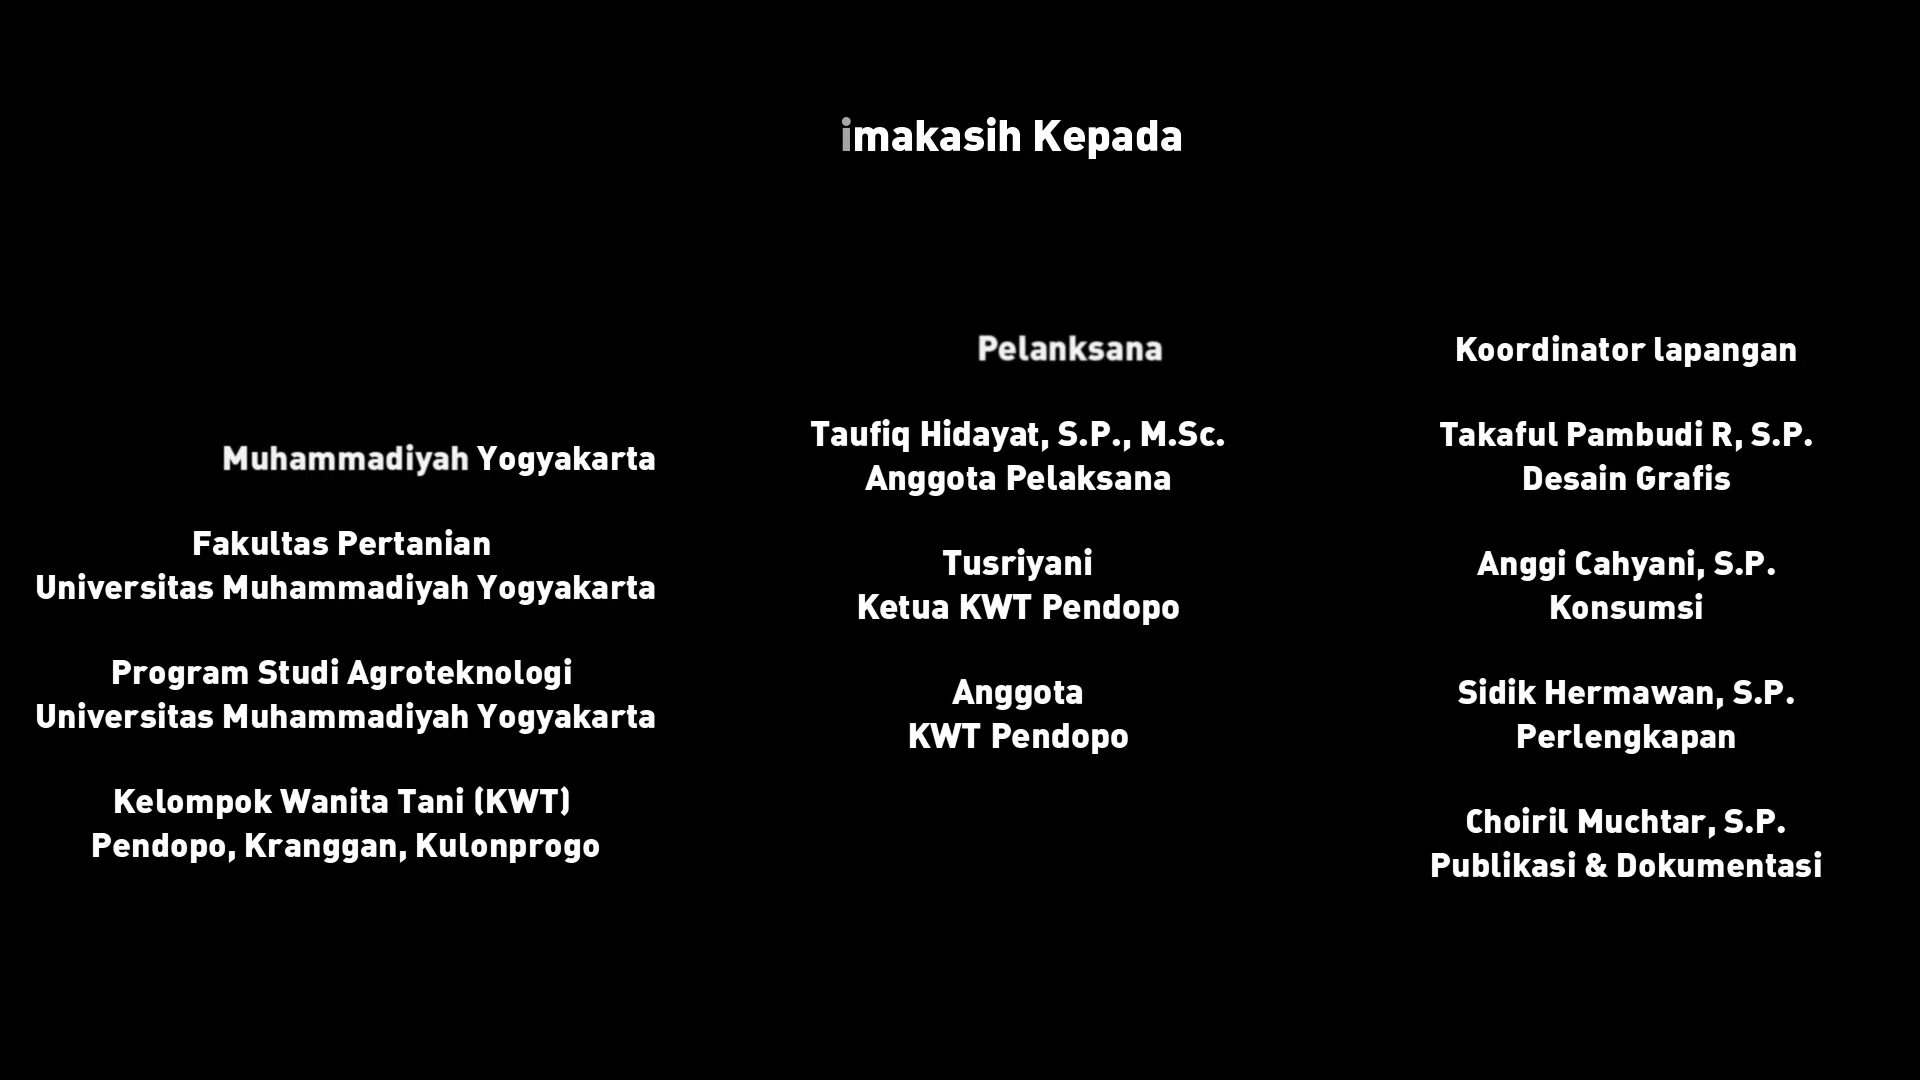 imakasih Kepada
Muhammadiyah Yogyakarta
Fakultas Pertanian
Universitas Muhammadiyah Yogyakarta
Program Studi Agroteknologi
Universitas Muhammadiyah Yogyakarta
Kelompok Wanita Tani (KWT)
Pendopo, Kranggan, Kulonprogo
Pelanksana
Taufiq Hidayat, S.P., M.Sc.
Anggota Pelaksana
Tusriyani
Ketua KWT Pendopo
Anggota
KWT Pendopo
Koordinator lapangan
Takaful Pambudi R, S.P.
Desain Grafis
Anggi Cahyani, S.P.
Konsumsi
Sidik Hermawan, S.P.
Perlengkapan
Choiril Muchtar, S.P.
Publikasi & Dokumentasi